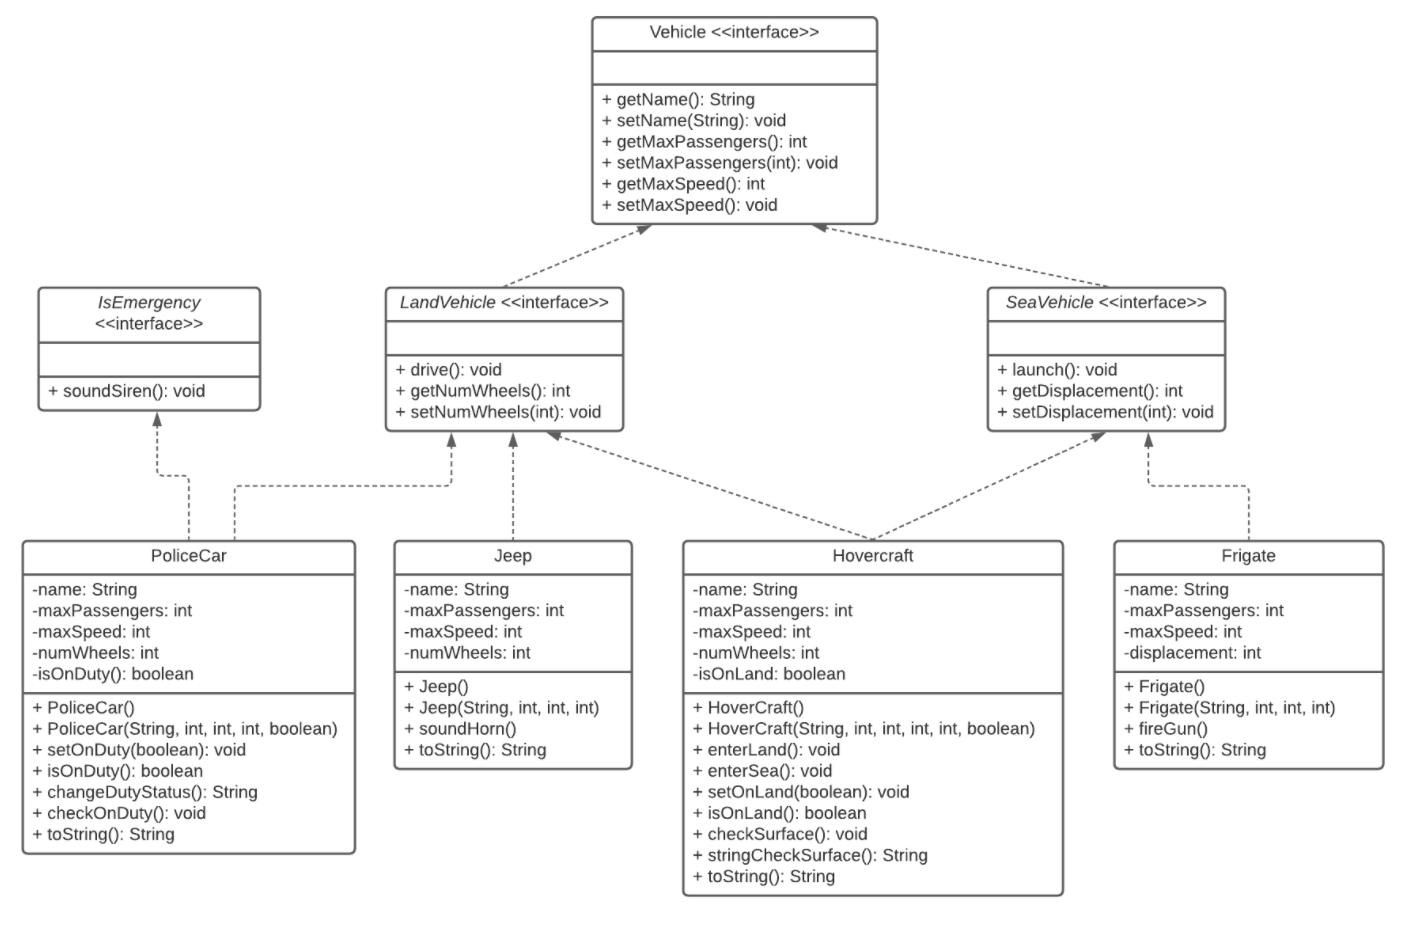 Vehicle <<interface>>
+ getName(): String
+ setName(String): void
+ getMaxPassengers(): int
+ setMaxPassengers(int): void
+ getMaxSpeed(): int
+ setMaxSpeed(): void
IsEmergency
<<interface>>
+ soundSiren(): void
LandVehicle <<interface>>
+ drive(): void
+ getNumWheels(): int
+ setNumWheels(int): void
SeaVehicle <<interface>>
+ launch(): void
+ getDisplacement(): int
+ setDisplacement(int): void
PoliceCar
-name: String
-maxPassengers: int
-maxSpeed: int
-numWheels: int
-isOnDuty(): boolean
+ PoliceCar()
+ PoliceCar(String, int, int, int, boolean)
+ setOnDuty(boolean): void
+ isOnDuty(): boolean
+ changeDutyStatus(): String
+ checkOnDuty(): void
+ toString(): String
Jeep
-name: String
-maxPassengers: int
-maxSpeed: int
-numWheels: int
+ Jeep()
+ Jeep(String, int, int, int)
+ soundHorn()
+ toString(): String
Hovercraft
-name: String
-maxPassengers: int
-maxSpeed: int
-numWheels: int
-isOnLand: boolean
+ HoverCraft()
+ HoverCraft(String, int, int, int, int, boolean)
+ enterLand(): void
+ enterSea(): void
+ setOnLand(boolean): void
+ isOnLand(): boolean
+ checkSurface(): void
+ stringCheckSurface(): String
+ toString(): String
Frigate
-name: String
-maxPassengers: int
-maxSpeed: int
-displacement: int
+ Frigate()
+ Frigate(String, int, int, int)
+ fireGun()
+ toString(): String